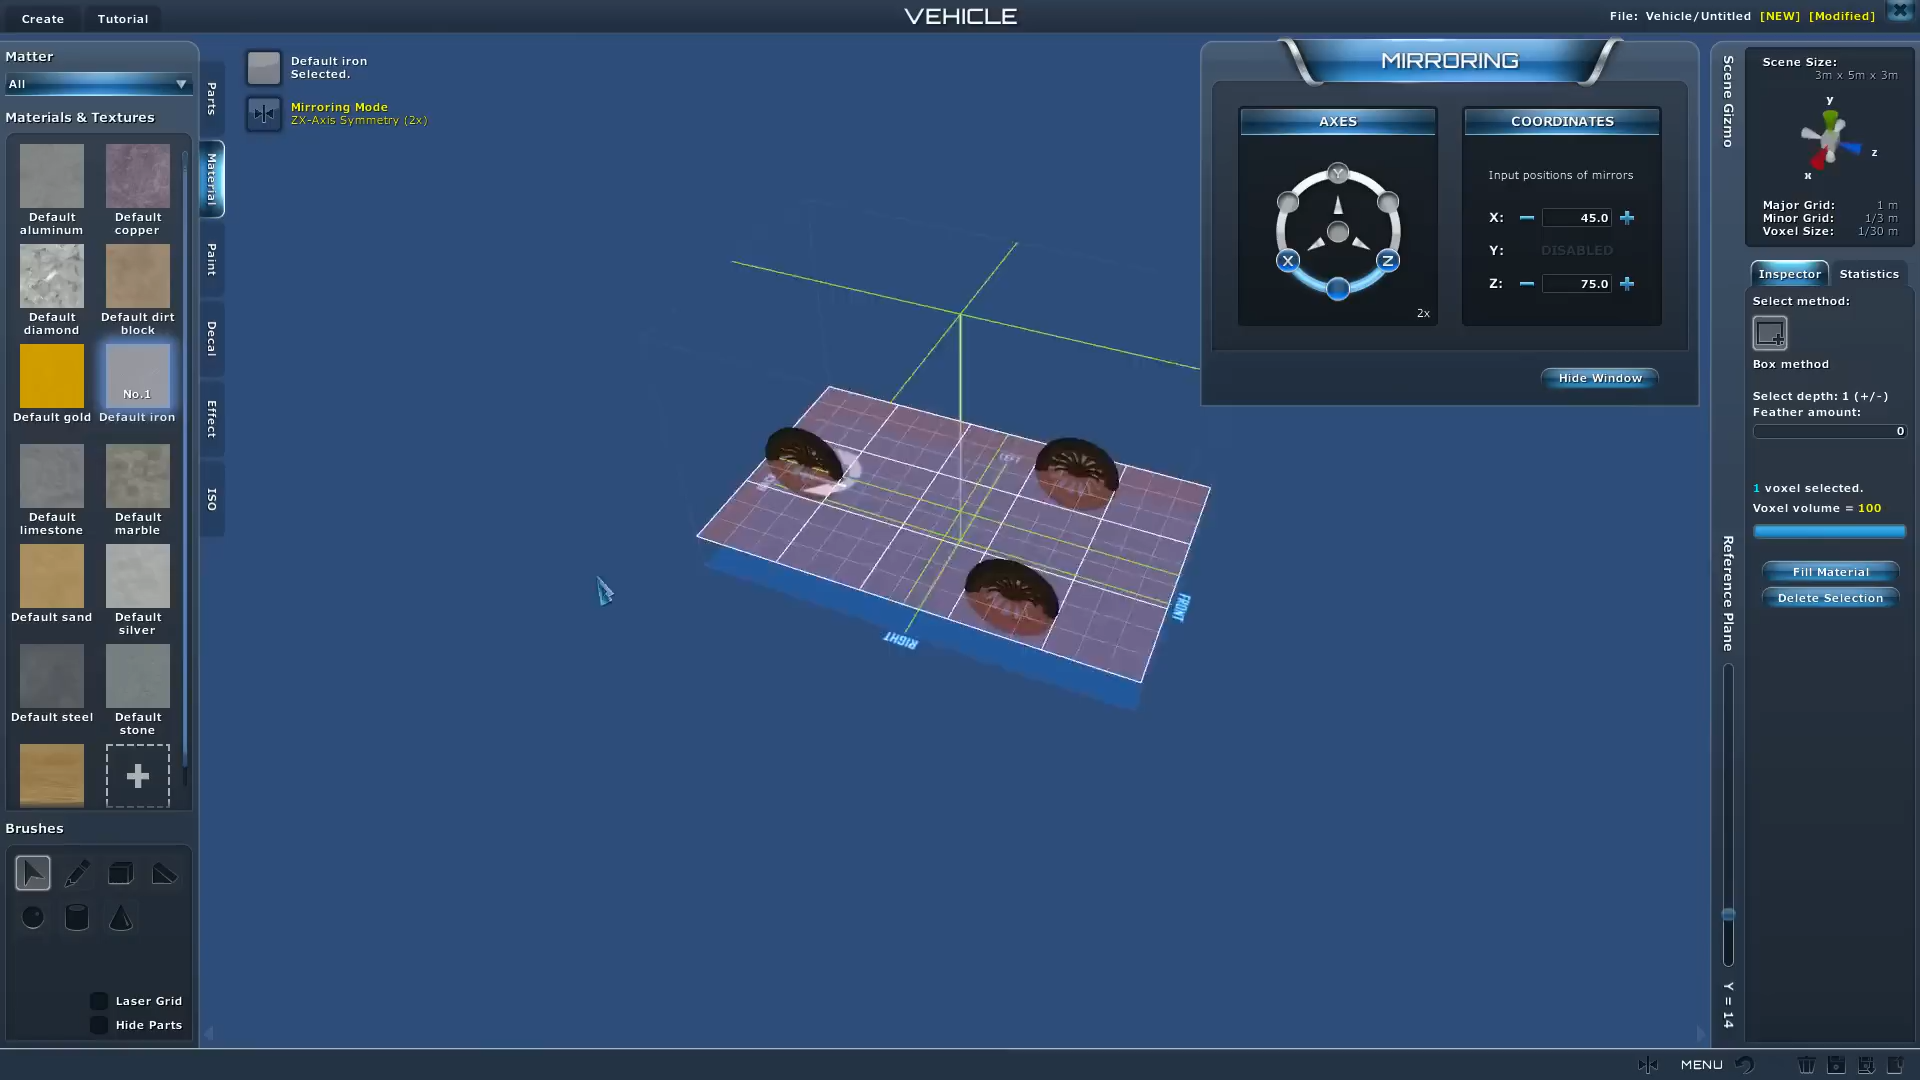 Create
Tutorial
VEHICLE
File: Vehicle/Untitled [NEW] [Modified]
Matter
All
Materials & Textures
Default aluminum
Default copper
Default diamond
Default dirt block
Default gold
No.1
Default iron
Default limestone
Default marble
Default sand
Default silver
Default steel
Default stone
Brushes
Laser Grid
Hide Parts
Parts
Material
Paint
Decal
Effect
ISO
Default iron
Selected.
Mirroring Mode
ZX-Axis Symmetry (2x)
LEFT
RIGHT
FRONT
MIRRORING
AXES
Y
X
Z
2x
COORDINATES
Input positions of mirrors
X: 45.0
Y: DISABLED
Z: 75.0
Hide Window
Scene Gizmo
Scene Size:
3m x 5m x 3m
y
z
x
Major Grid: 1 m
Minor Grid: 1/3 m
Voxel Size: 1/30 m
Inspector
Statistics
Select method:
Box method
Select depth: 1 (+/-)
Feather amount:
0
1 voxel selected.
Voxel volume = 100
Fill Material
Delete Selection
Reference Plane
Y = 14
MENU